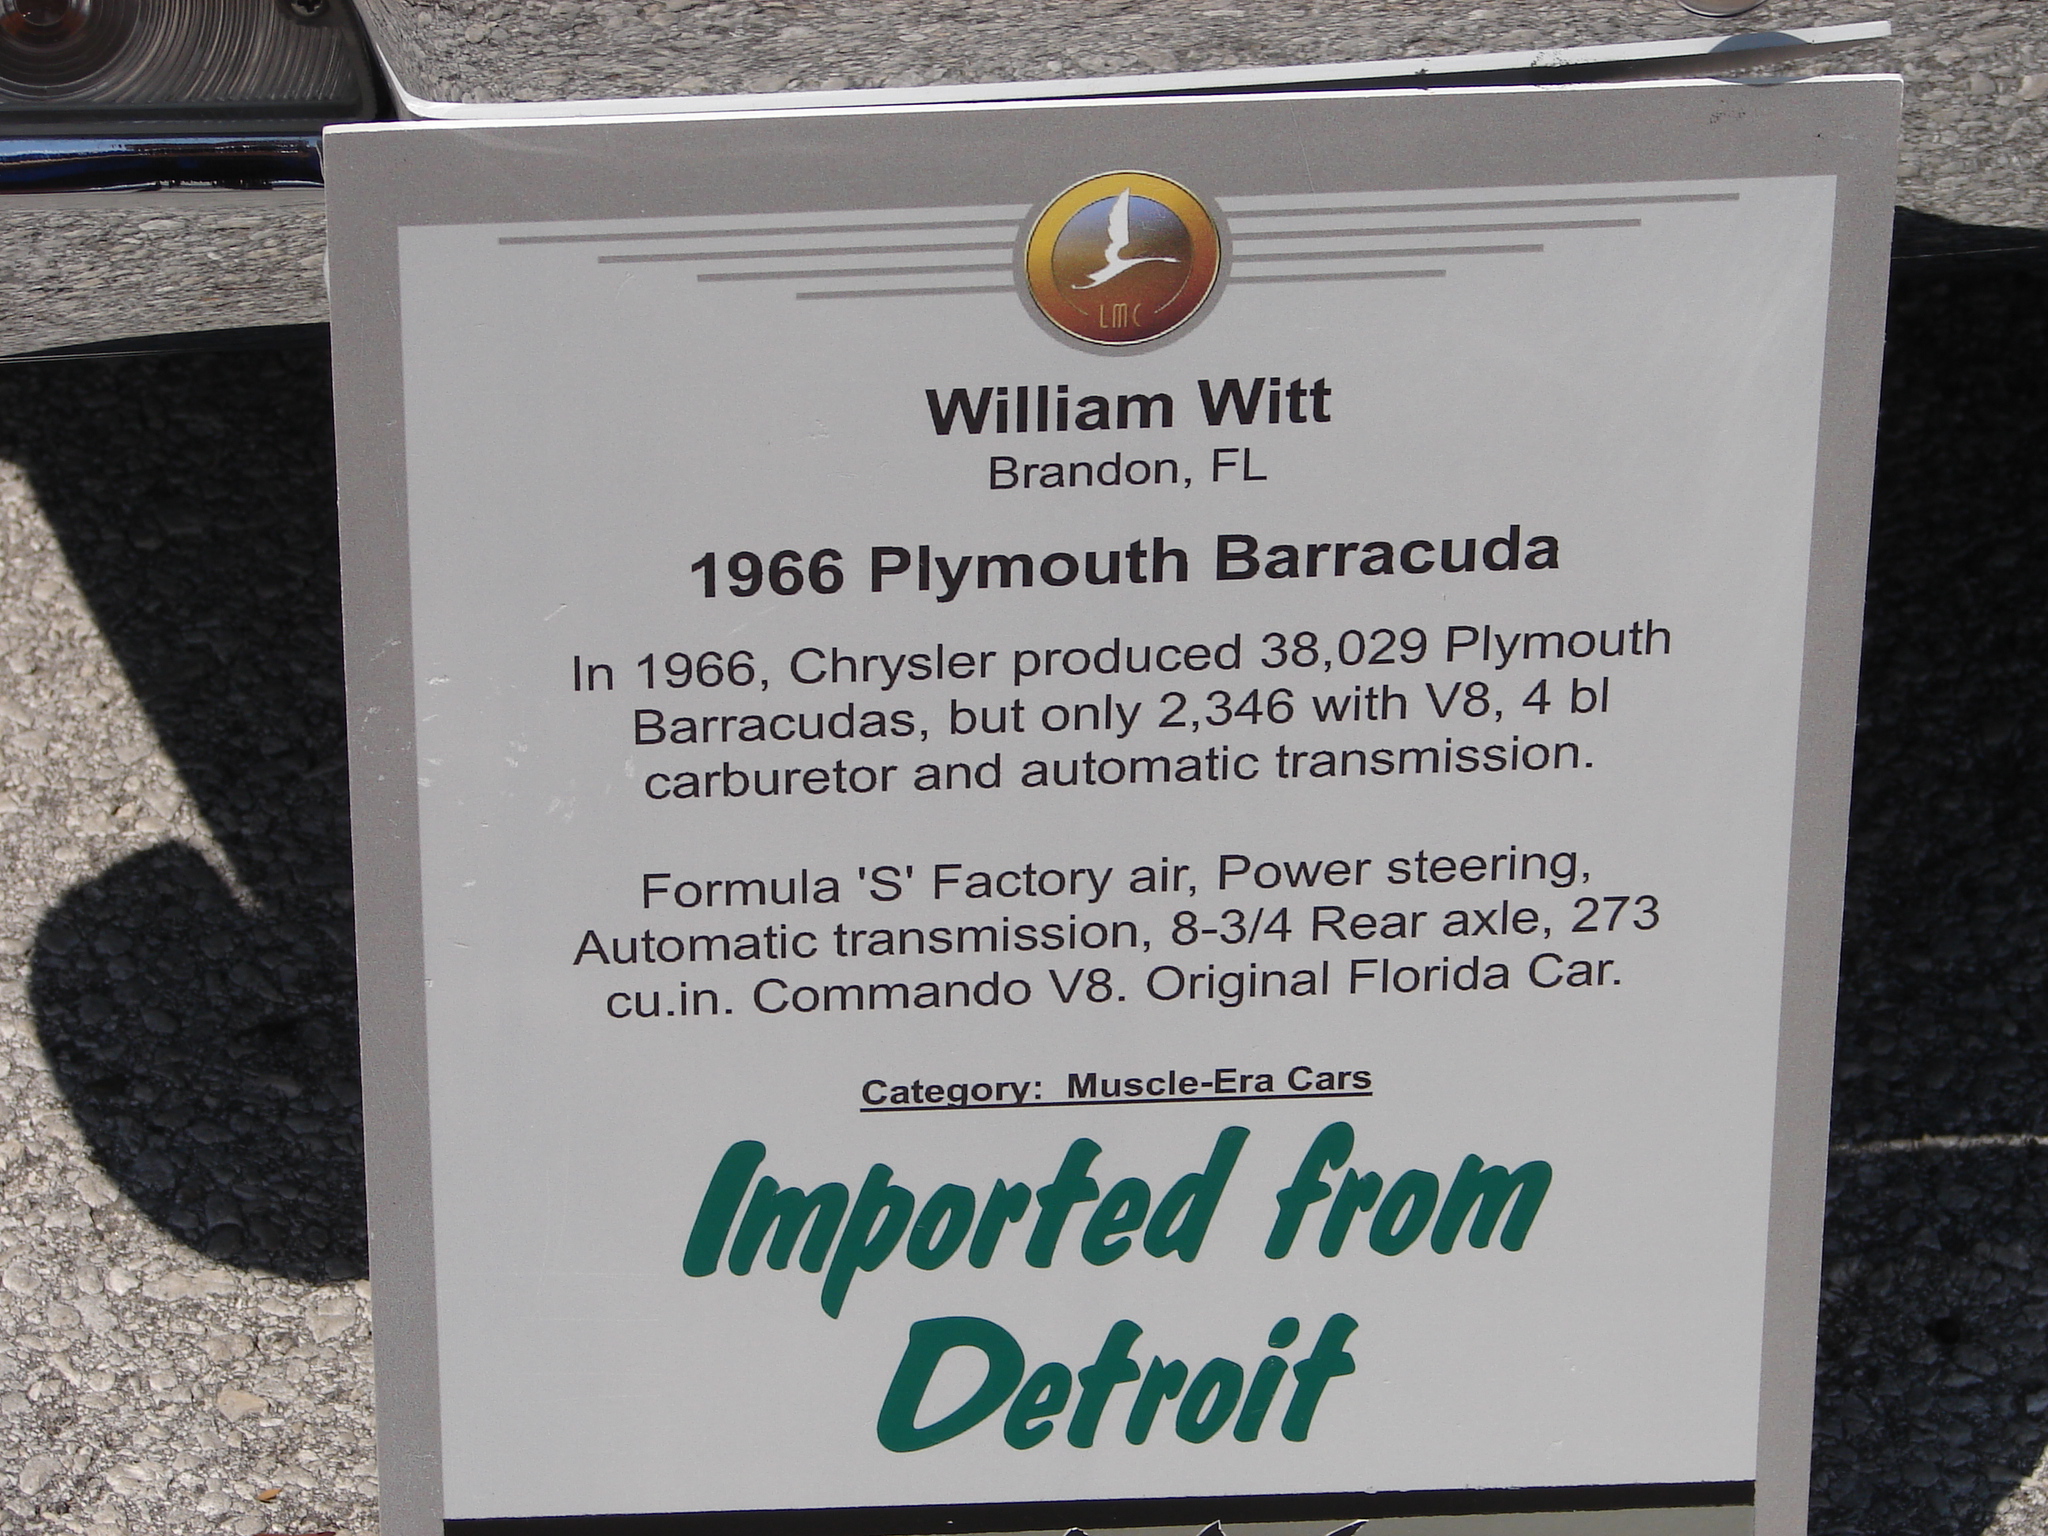 LMC
William Witt
Brandon, FL
1966 Plymouth Barracuda
In 1966, Chrysler produced 38,029 Plymouth
Barracudas, but only 2,346 with V8, 4 bl
carburetor and automatic transmission.
Formula 'S' Factory air, Power steering,
Automatic transmission, 8-3/4 Rear axle, 273
cu.in. Commando V8. Original Florida Car.
Category: Muscle-Era Cars
Imported from
Detroit